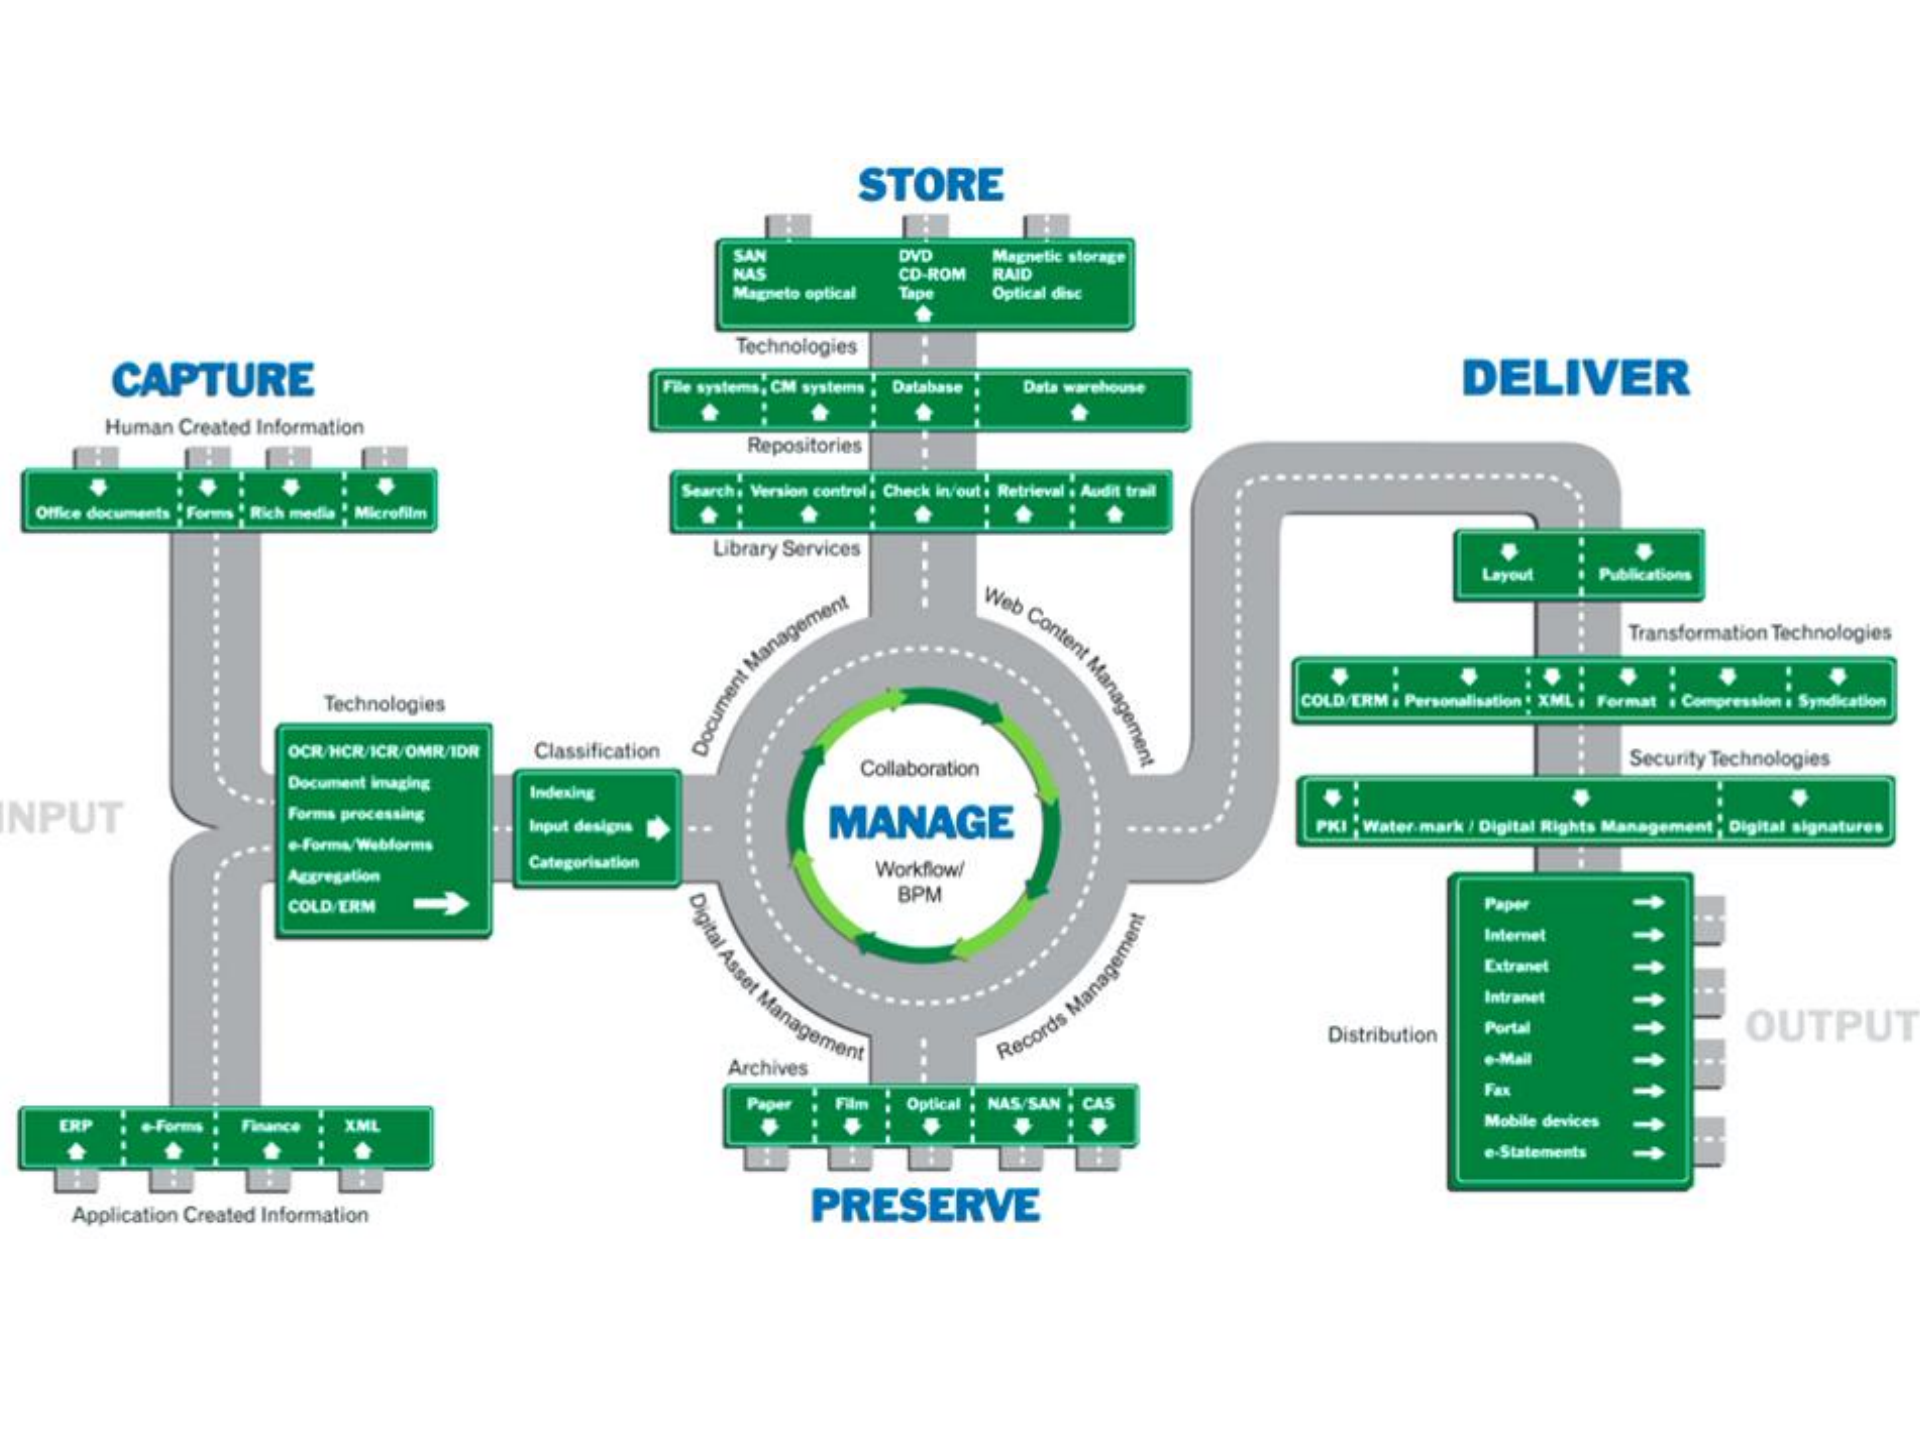 STORE
SAN
NAS
Magneto optical
DVD
CD-ROM
Tape
Magnetic storage
RAID
Optical disc
Technologies
File systems CM systems Database Data warehouse
Repositories
Search Version control Check in/out Retrieval Audit trail
Library Services
CAPTURE
Human Created Information
Office documents Forms Rich media Microfilm
INPUT
Technologies
OCR/HCR/ICR/OMR/IDR
Document imaging
Forms processing
e-Forms/Webforms
Aggregation
COLD/ERM
Classification
Indexing
Input designs
Categorisation
ERP e-Forms Finance XML
Application Created Information
Document Management
Web Content Management
Collaboration
MANAGE
Workflow/
BPM
Digital Asset Management
Records Management
Archives
Paper Film Optical NAS/SAN CAS
PRESERVE
DELIVER
Layout Publications
Transformation Technologies
COLD/ERM Personalisation XML Format Compression Syndication
Security Technologies
PKI Water mark / Digital Rights Management Digital signatures
Distribution
Paper
Internet
Extranet
Intranet
Portal
e-Mail
Fax
Mobile devices
e-Statements
OUTPUT